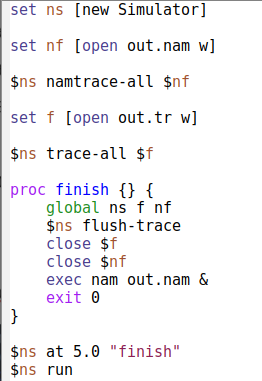 set ns [new Simulator]
set nf [open out.nam w]
$ns namtrace-all $nf
set f [open out.tr w]
$ns trace-all $f
proc finish {} {
    global ns f nf
    $ns flush-trace
    close $f
    close $nf
    exec nam out.nam &
    exit 0
}
$ns at 5.0 "finish"
$ns run